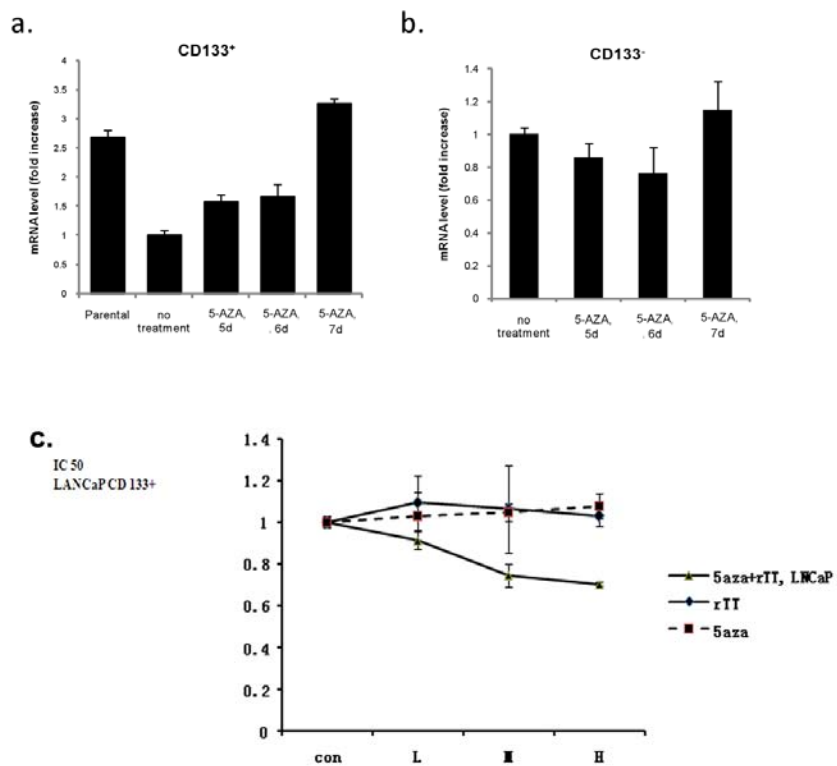 a.
CD133+
mRNA level (fold increase)
4
3.5
3
2.5
2
1.5
1
0.5
0
Parental
no treatment
5-AZA, 5d
5-AZA, . 6d
5-AZA, 7d
b.
CD133-
mRNA level (fold increase)
1.4
1.2
1
0.8
0.6
0.4
0.2
0
no treatment
5-AZA, 5d
5-AZA, . 6d
5-AZA, 7d
c.
IC 50
LANCaP CD 133+
1.4
1.2
1
0.8
0.6
0.4
0.2
0
con
L
M
H
5aza+rTT, LNCaP
rTT
5aza